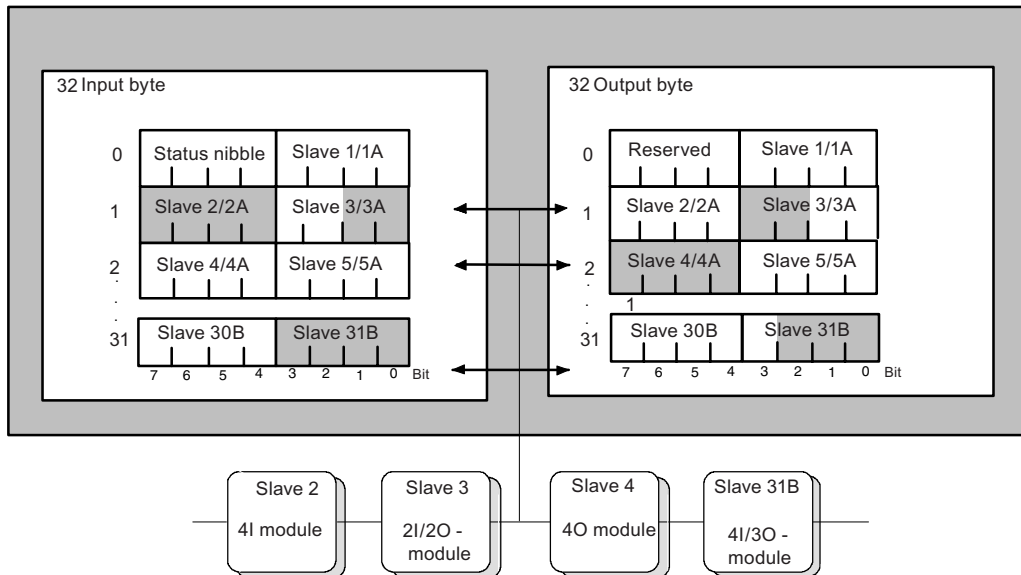 32 Input byte
0 Status nibble Slave 1/1A
1 Slave 2/2A Slave 3/3A
2 Slave 4/4A Slave 5/5A
.
.
.
31 Slave 30B Slave 31B
7 6 5 4 3 2 1 0 Bit
32 Output byte
0 Reserved Slave 1/1A
1 Slave 2/2A Slave 3/3A
2 Slave 4/4A Slave 5/5A
.
.
.
1
31 Slave 30B Slave 31B
7 6 5 4 3 2 1 0 Bit
Slave 2
4I module
Slave 3
2I/2O -
module
Slave 4
4O module
Slave 31B
4I/3O -
module